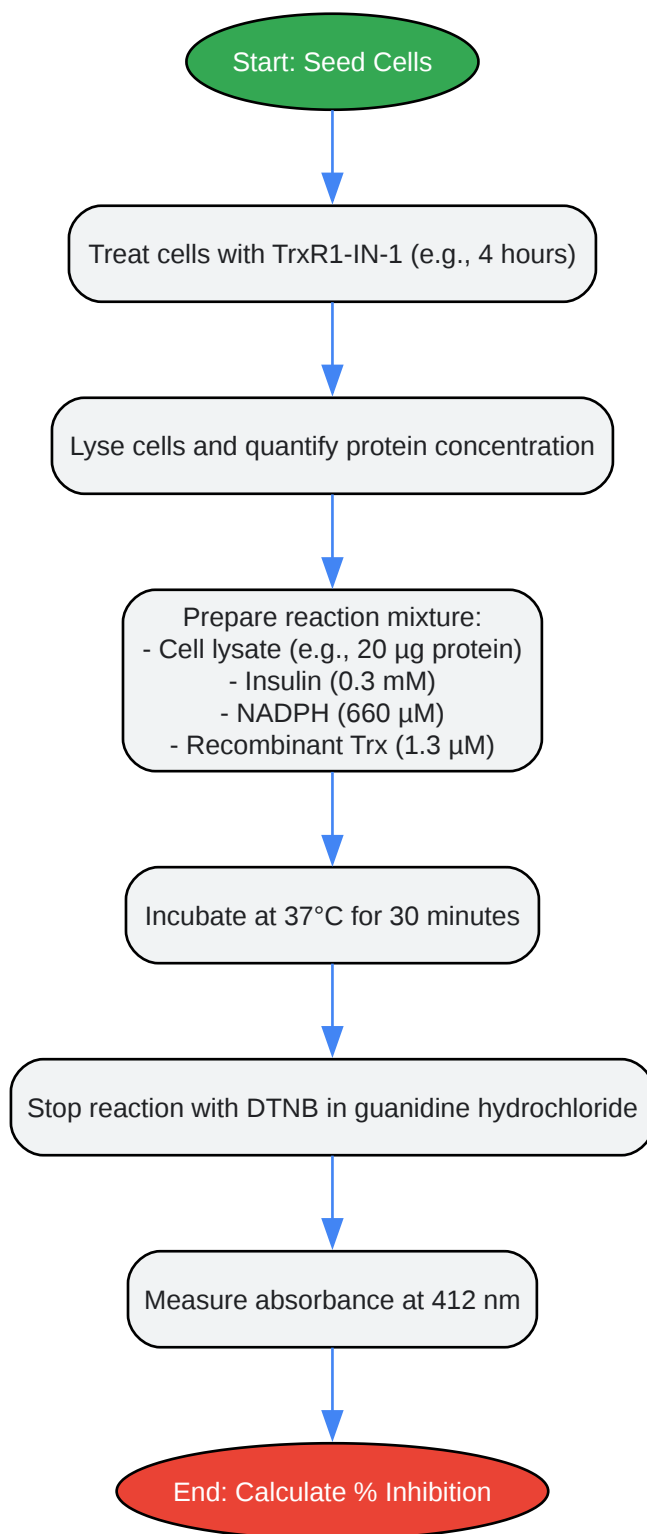 Start: Seed Cells
Treat cells with TrxR1-IN-1 (e.g., 4 hours)
Lyse cells and quantify protein concentration
Prepare reaction mixture:
- Cell lysate (e.g., 20 µg protein)
- Insulin (0.3 mM)
- NADPH (660 µM)
- Recombinant Trx (1.3 µM)
Incubate at 37°C for 30 minutes
Stop reaction with DTNB in guanidine hydrochloride
Measure absorbance at 412 nm
End: Calculate % Inhibition